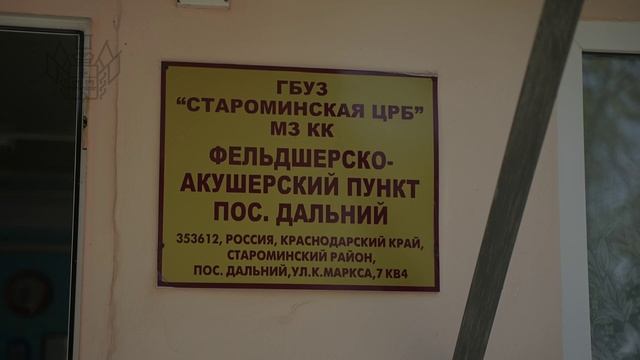 ГБУЗ
"СТАРОМИНСКАЯ ЦРБ"
МЗ КК
ФЕЛЬДШЕРСКО-
АКУШЕРСКИЙ ПУНКТ
ПОС. ДАЛЬНИЙ
353612, РОССИЯ, КРАСНОДАРСКИЙ КРАЙ,
СТАРОМИНСКИЙ РАЙОН,
ПОС. ДАЛЬНИЙ,УЛ.К.МАРКСА,7 КВ4